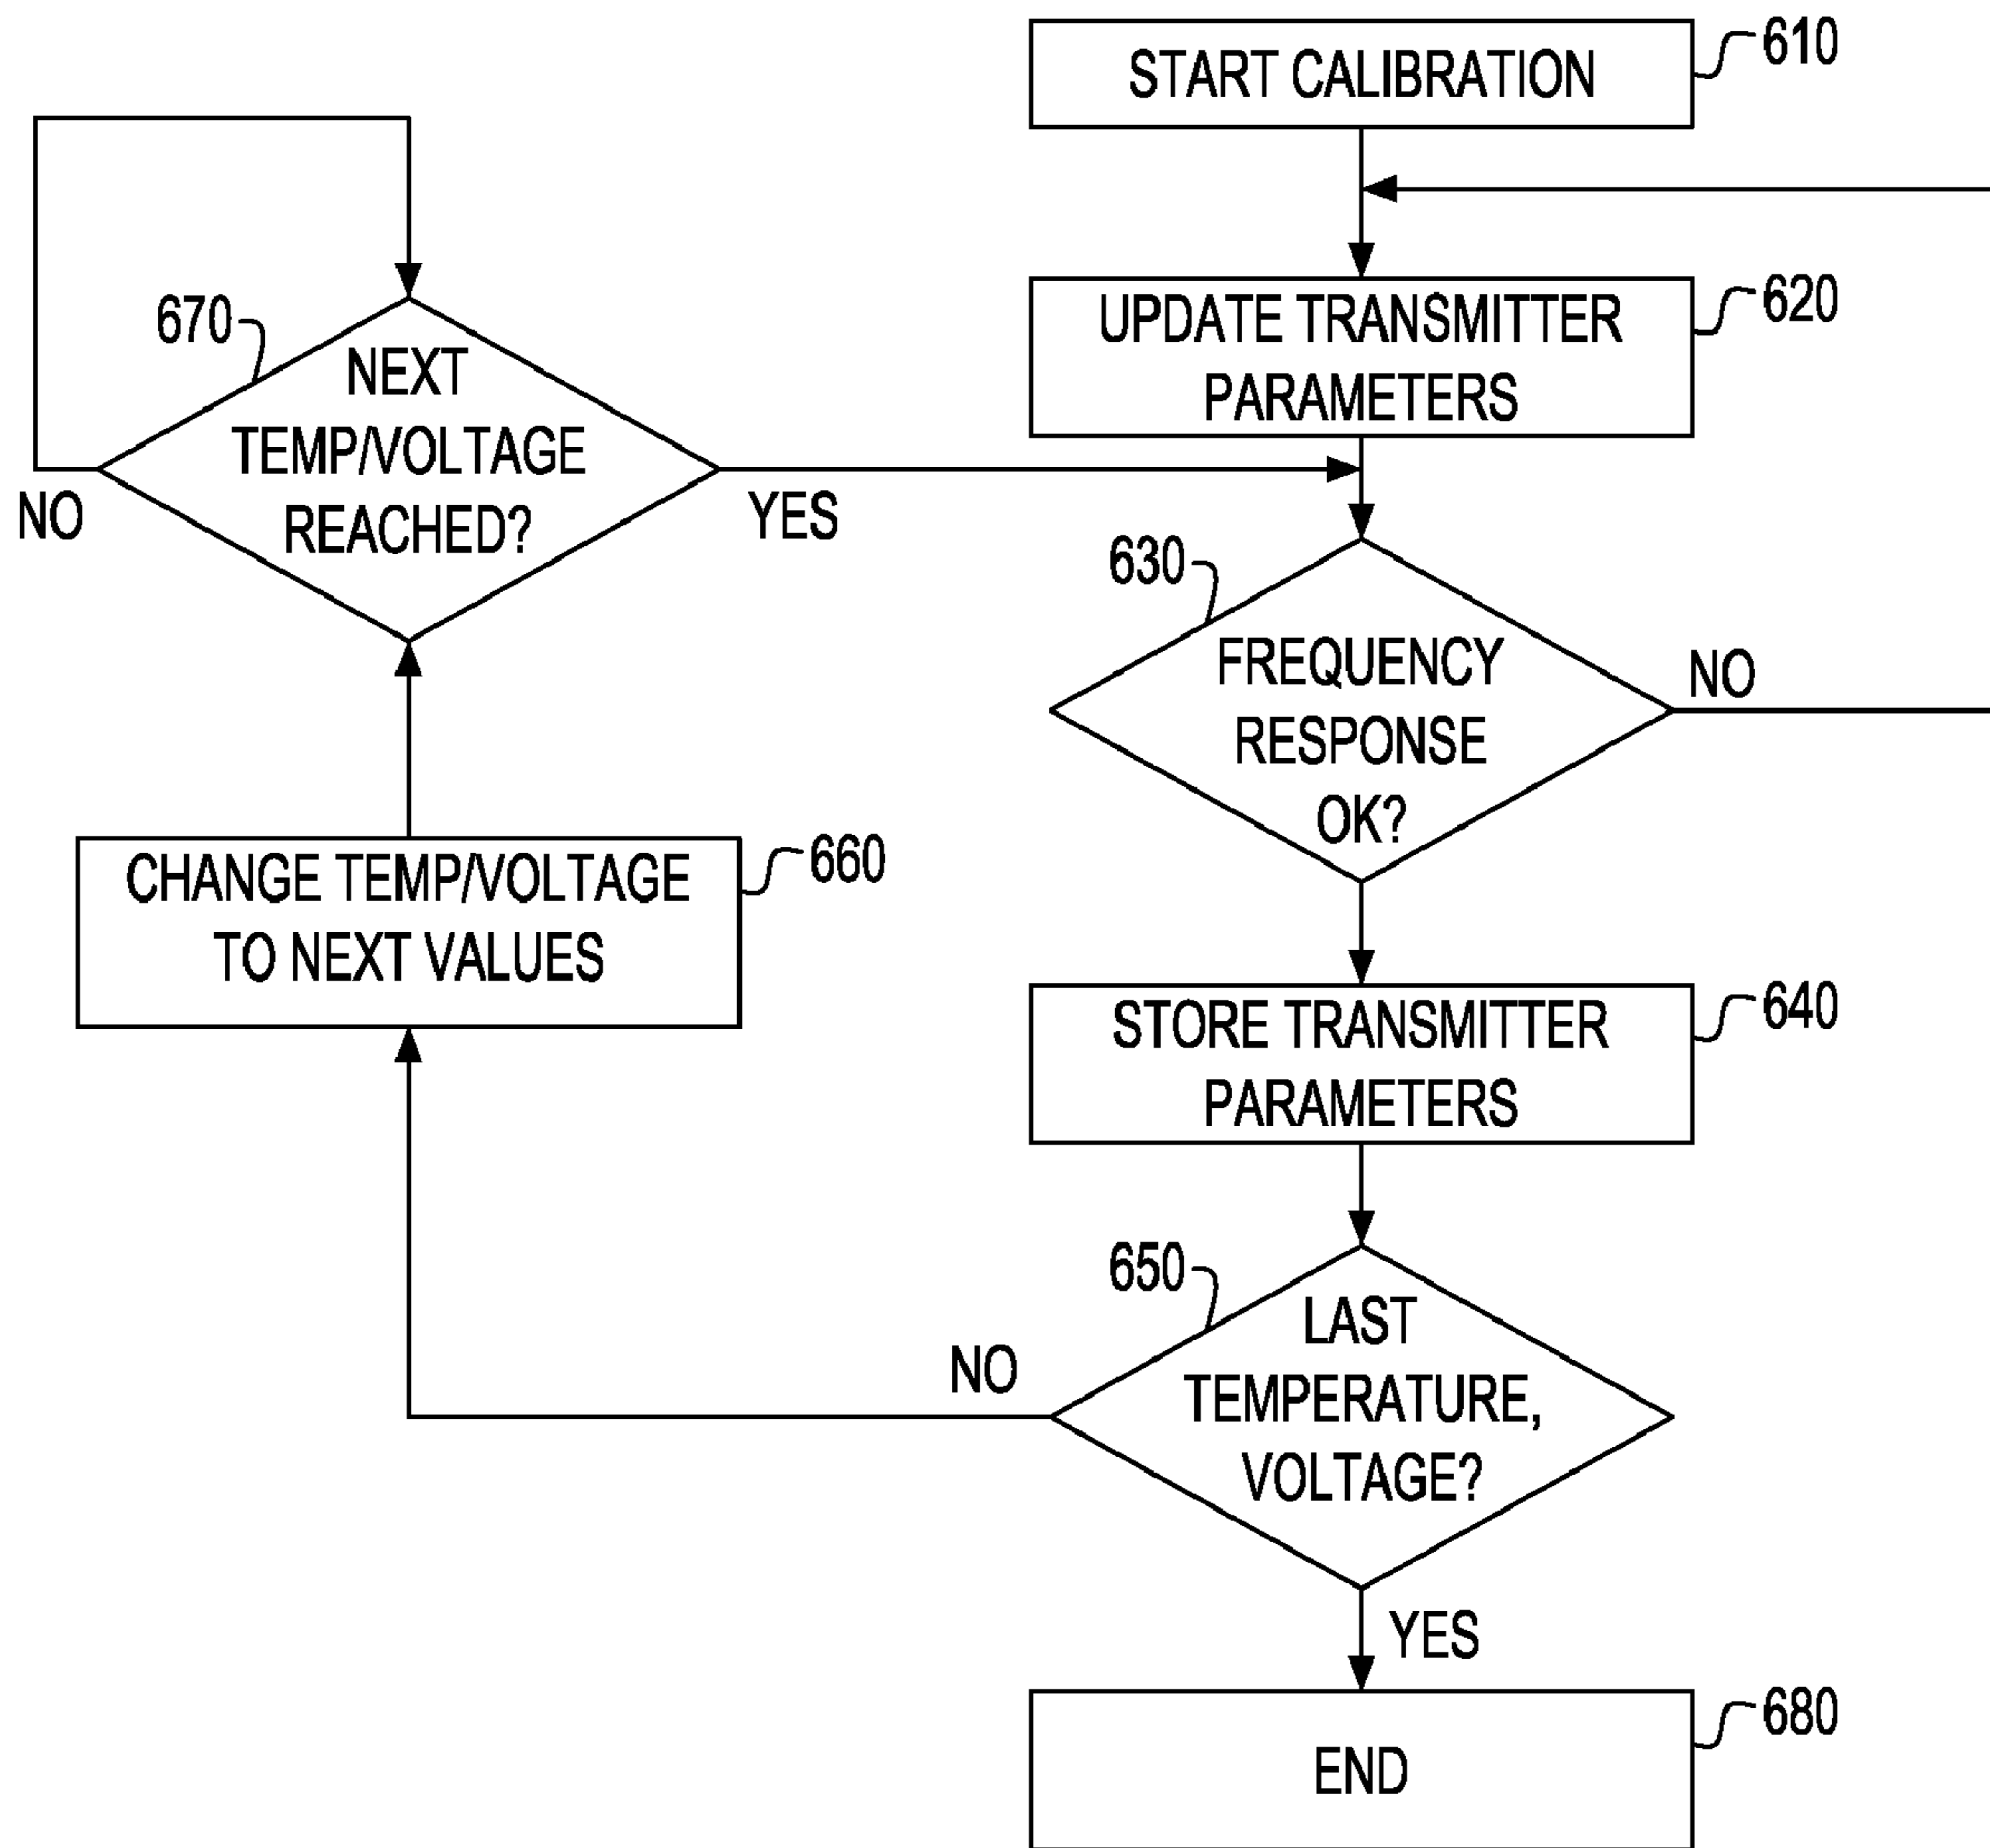 START CALIBRATION
610
UPDATE TRANSMITTER
PARAMETERS
620
670
NEXT
TEMP/VOLTAGE
REACHED?
NO
YES
630
FREQUENCY
RESPONSE
OK?
NO
CHANGE TEMP/VOLTAGE
TO NEXT VALUES
660
STORE TRANSMITTER
PARAMETERS
640
650
LAST
TEMPERATURE,
VOLTAGE?
NO
YES
END
680